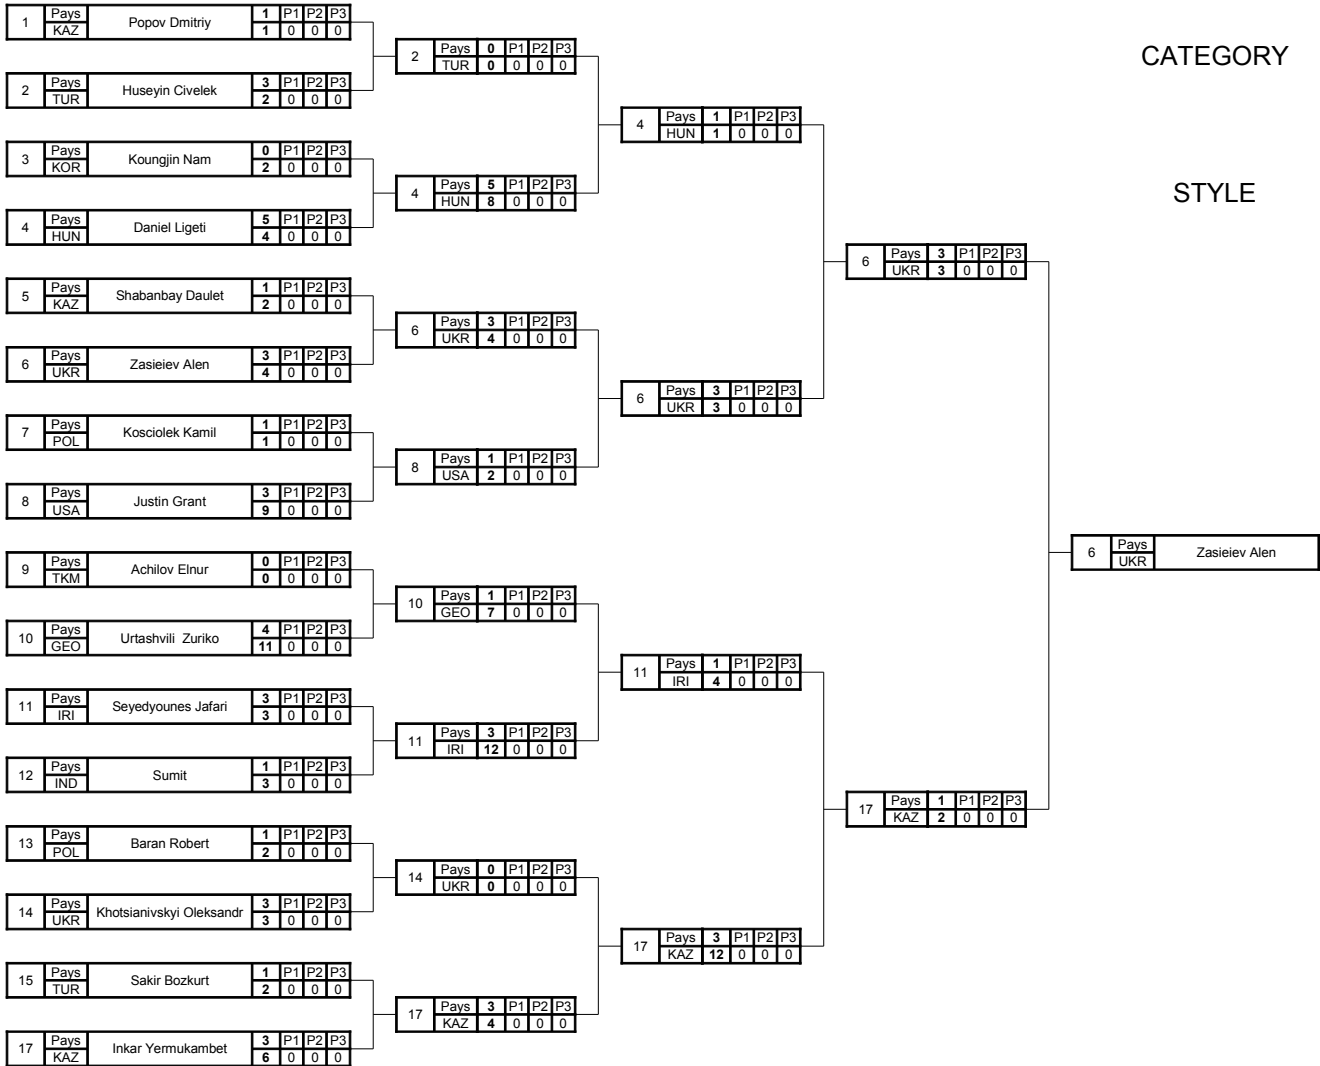 1 Pays Popov Dmitriy 1 P1 P2 P3
KAZ 1 0 0 0
2 Pays TUR 0 P1 P2 P3
0 0 0 0
CATEGORY
2 Pays Huseyin Civelek 3 P1 P2 P3
TUR 2 0 0 0
4 Pays 1 P1 P2 P3
HUN 1 0 0 0
3 Pays Koungjin Nam 0 P1 P2 P3
KOR 2 0 0 0
4 Pays 5 P1 P2 P3
HUN 8 0 0 0
STYLE
4 Pays Daniel Ligeti 5 P1 P2 P3
HUN 4 0 0 0
6 Pays 3 P1 P2 P3
UKR 3 0 0 0
5 Pays Shabanbay Daulet 1 P1 P2 P3
KAZ 2 0 0 0
6 Pays 3 P1 P2 P3
UKR 4 0 0 0
6 Pays Zasieiev Alen 3 P1 P2 P3
UKR 4 0 0 0
6 Pays 3 P1 P2 P3
UKR 3 0 0 0
7 Pays Kosciolek Kamil 1 P1 P2 P3
POL 1 0 0 0
8 Pays 1 P1 P2 P3
USA 2 0 0 0
8 Pays Justin Grant 3 P1 P2 P3
USA 9 0 0 0
6 Pays Zasieiev Alen
UKR
9 Pays Achilov Elnur 0 P1 P2 P3
TKM 0 0 0 0
10 Pays 1 P1 P2 P3
GEO 7 0 0 0
10 Pays Urtashvili Zuriko 4 P1 P2 P3
GEO 11 0 0 0
11 Pays 1 P1 P2 P3
IRI 4 0 0 0
11 Pays Seyedyounes Jafari 3 P1 P2 P3
IRI 3 0 0 0
11 Pays 3 P1 P2 P3
IRI 12 0 0 0
12 Pays Sumit 1 P1 P2 P3
IND 3 0 0 0
17 Pays 1 P1 P2 P3
KAZ 2 0 0 0
13 Pays Baran Robert 1 P1 P2 P3
POL 2 0 0 0
14 Pays 0 P1 P2 P3
UKR 0 0 0 0
14 Pays Khotsianivskyi Oleksandr 3 P1 P2 P3
UKR 3 0 0 0
17 Pays 3 P1 P2 P3
KAZ 12 0 0 0
15 Pays Sakir Bozkurt 1 P1 P2 P3
TUR 2 0 0 0
17 Pays 3 P1 P2 P3
KAZ 4 0 0 0
17 Pays Inkar Yermukambet 3 P1 P2 P3
KAZ 6 0 0 0